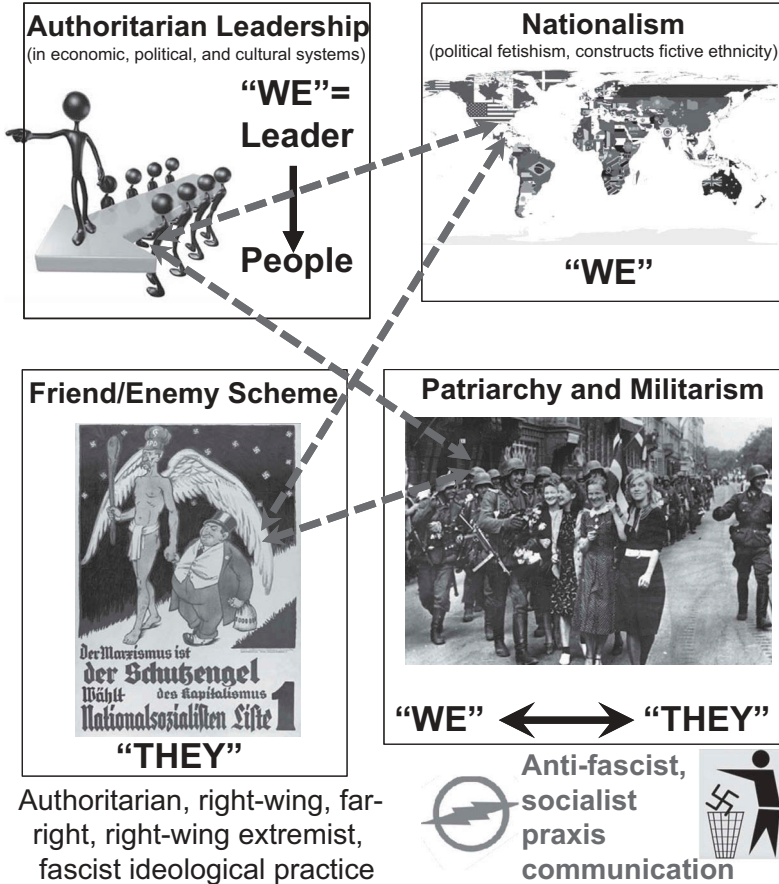 Authoritarian Leadership
(in economic, political, and cultural systems)
“WE”=
Leader
People
Nationalism
(political fetishism, constructs fictive ethnicity)
“WE”
Friend/Enemy Scheme
Der Marxismus ist
der Schutzengel
Wählt des Kapitalismus
Nationalsozialisten Liste 1
“THEY”
Patriarchy and Militarism
“WE” “THEY”
Authoritarian, right-wing, far-
right, right-wing extremist,
fascist ideological practice
Anti-fascist,
socialist
praxis
communication